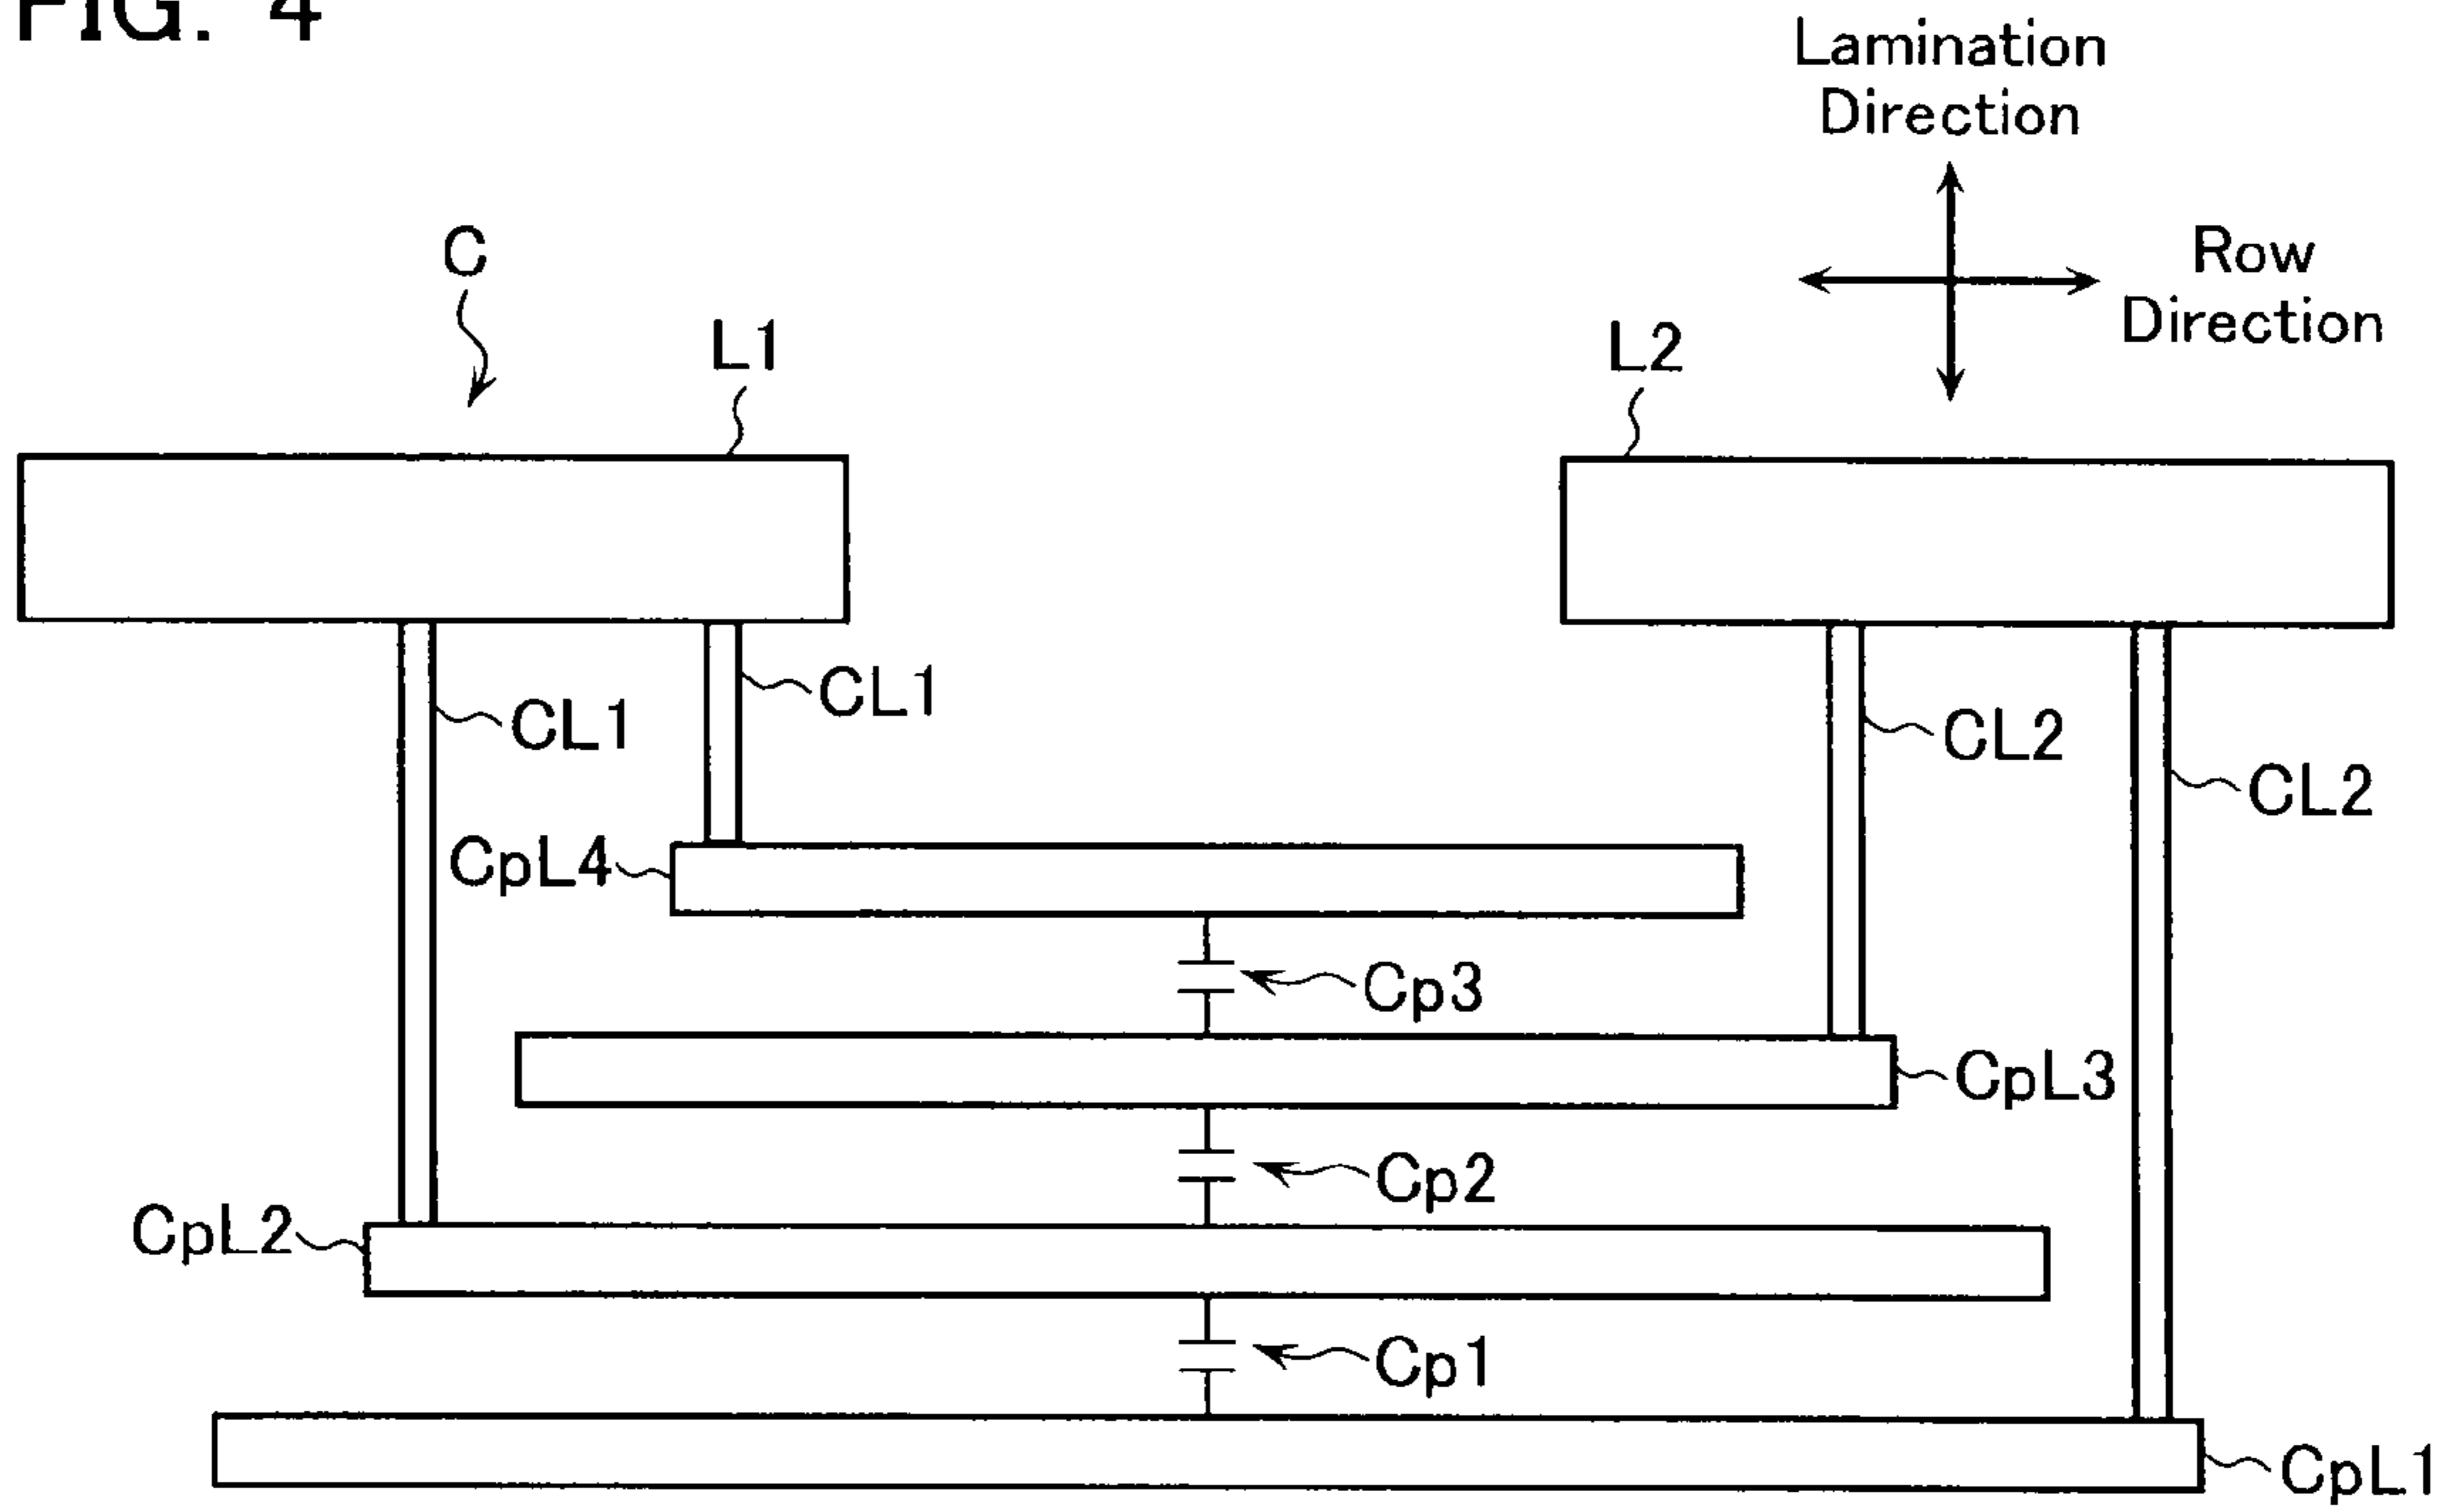 FIG. 4
Lamination
Direction
Row
Direction
C
L1
L2
CL1
CL1
CL2
CL2
CpL4
Cp3
CpL3
Cp2
CpL2
Cp1
CpL1